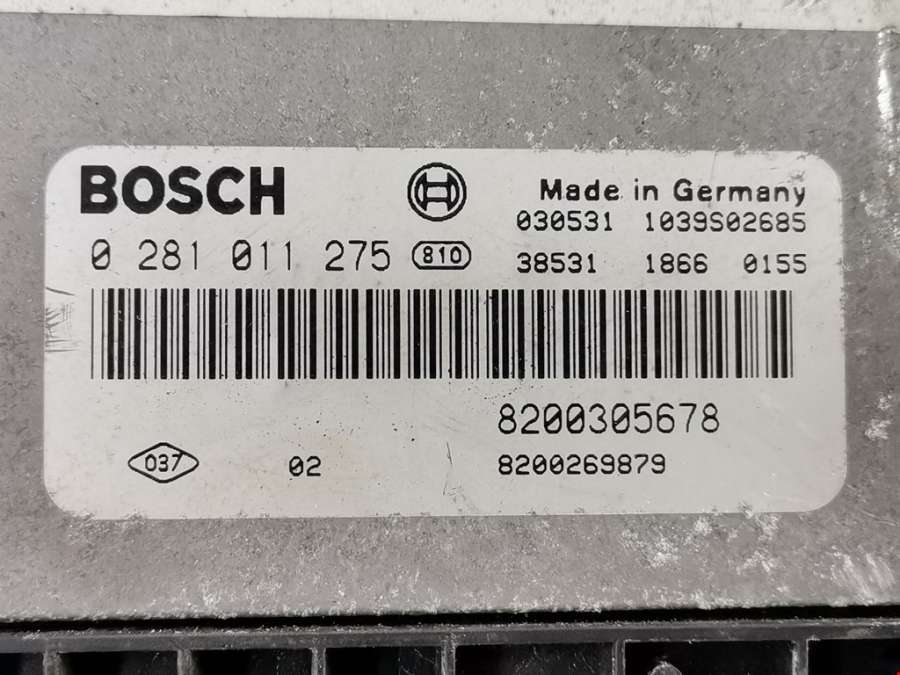 BOSCH
Made in Germany
030531 1039S02685
0 281 011 275 810
38531 1866 0155
8200305678
037 02 8200269879